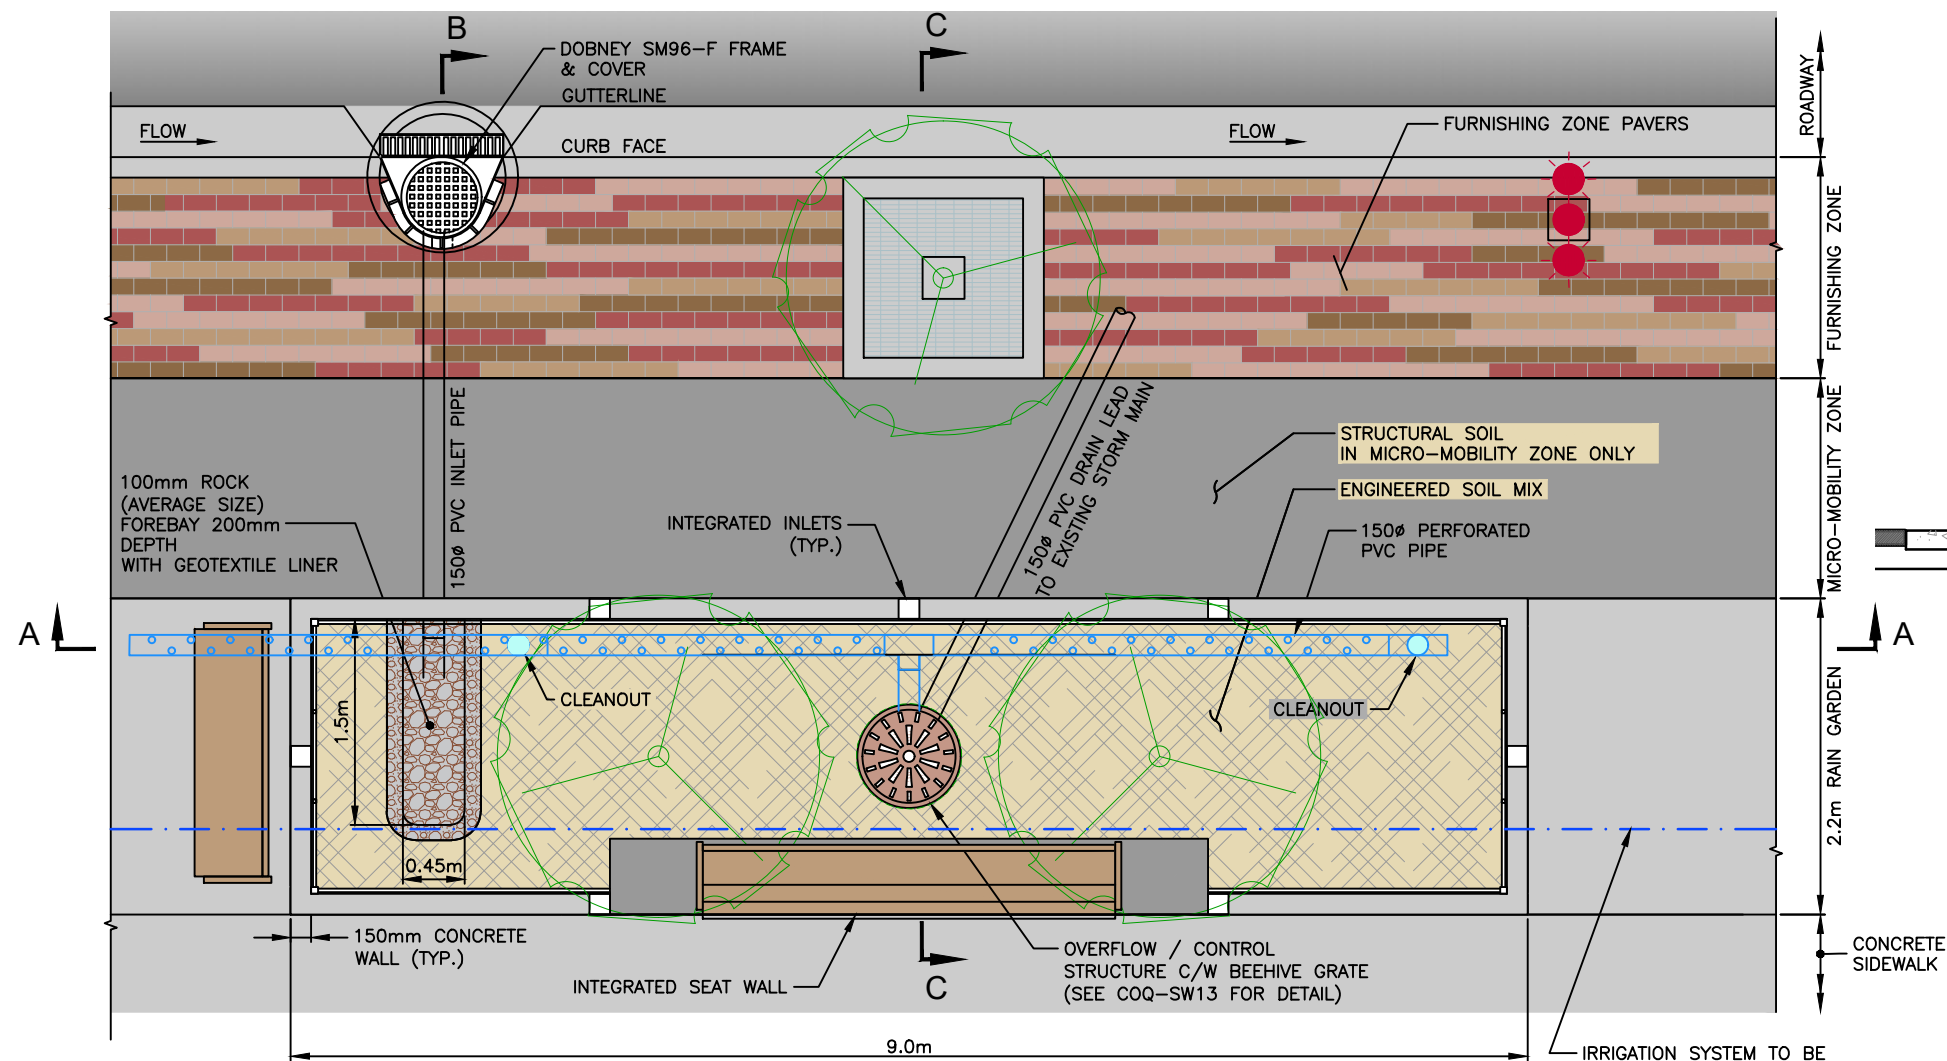 B
C
DOBNEY SM96-F FRAME
& COVER
GUTTERLINE
FLOW
CURB FACE
FLOW
FURNISHING ZONE PAVERS
ROADWAY
FURNISHING ZONE
MICRO-MOBILITY ZONE
2.2m RAIN GARDEN
150ø PVC INLET PIPE
150ø PVC DRAIN LEAD
TO EXISTING STORM MAIN
STRUCTURAL SOIL
IN MICRO-MOBILITY ZONE ONLY
ENGINEERED SOIL MIX
100mm ROCK
(AVERAGE SIZE)
FOREBAY 200mm
DEPTH
WITH GEOTEXTILE LINER
INTEGRATED INLETS
(TYP.)
150ø PERFORATED
PVC PIPE
A
A
CLEANOUT
CLEANOUT
1.5m
0.45m
150mm CONCRETE
WALL (TYP.)
INTEGRATED SEAT WALL
C
OVERFLOW / CONTROL
STRUCTURE C/W BEEHIVE GRATE
(SEE COQ-SW13 FOR DETAIL)
CONCRETE
SIDEWALK
9.0m
IRRIGATION SYSTEM TO BE